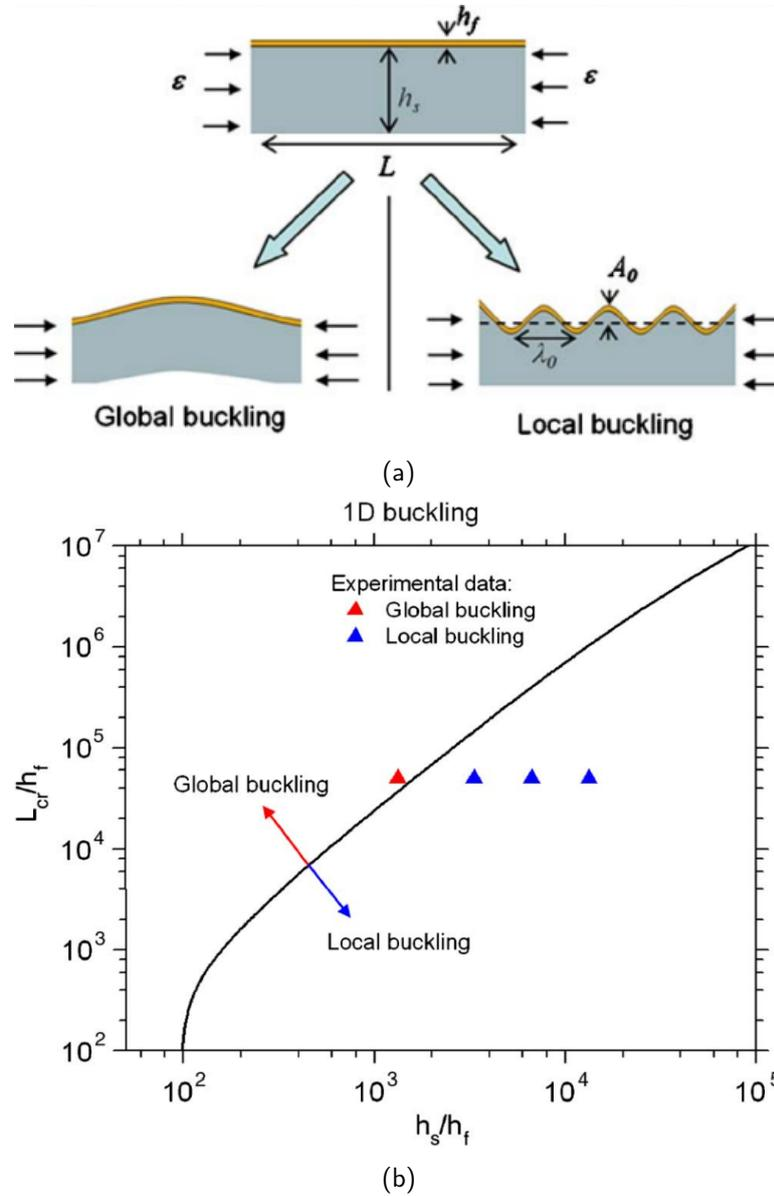 h_f
ε
ε
h_s
L
A_0
λ_0
Global buckling
Local buckling
(a)
1D buckling
10^7
Experimental data:
Global buckling
Local buckling
10^6
10^5
Global buckling
L_cr/h_f
10^4
Local buckling
10^3
10^2
10^2
10^3
10^4
10^5
h_s/h_f
(b)